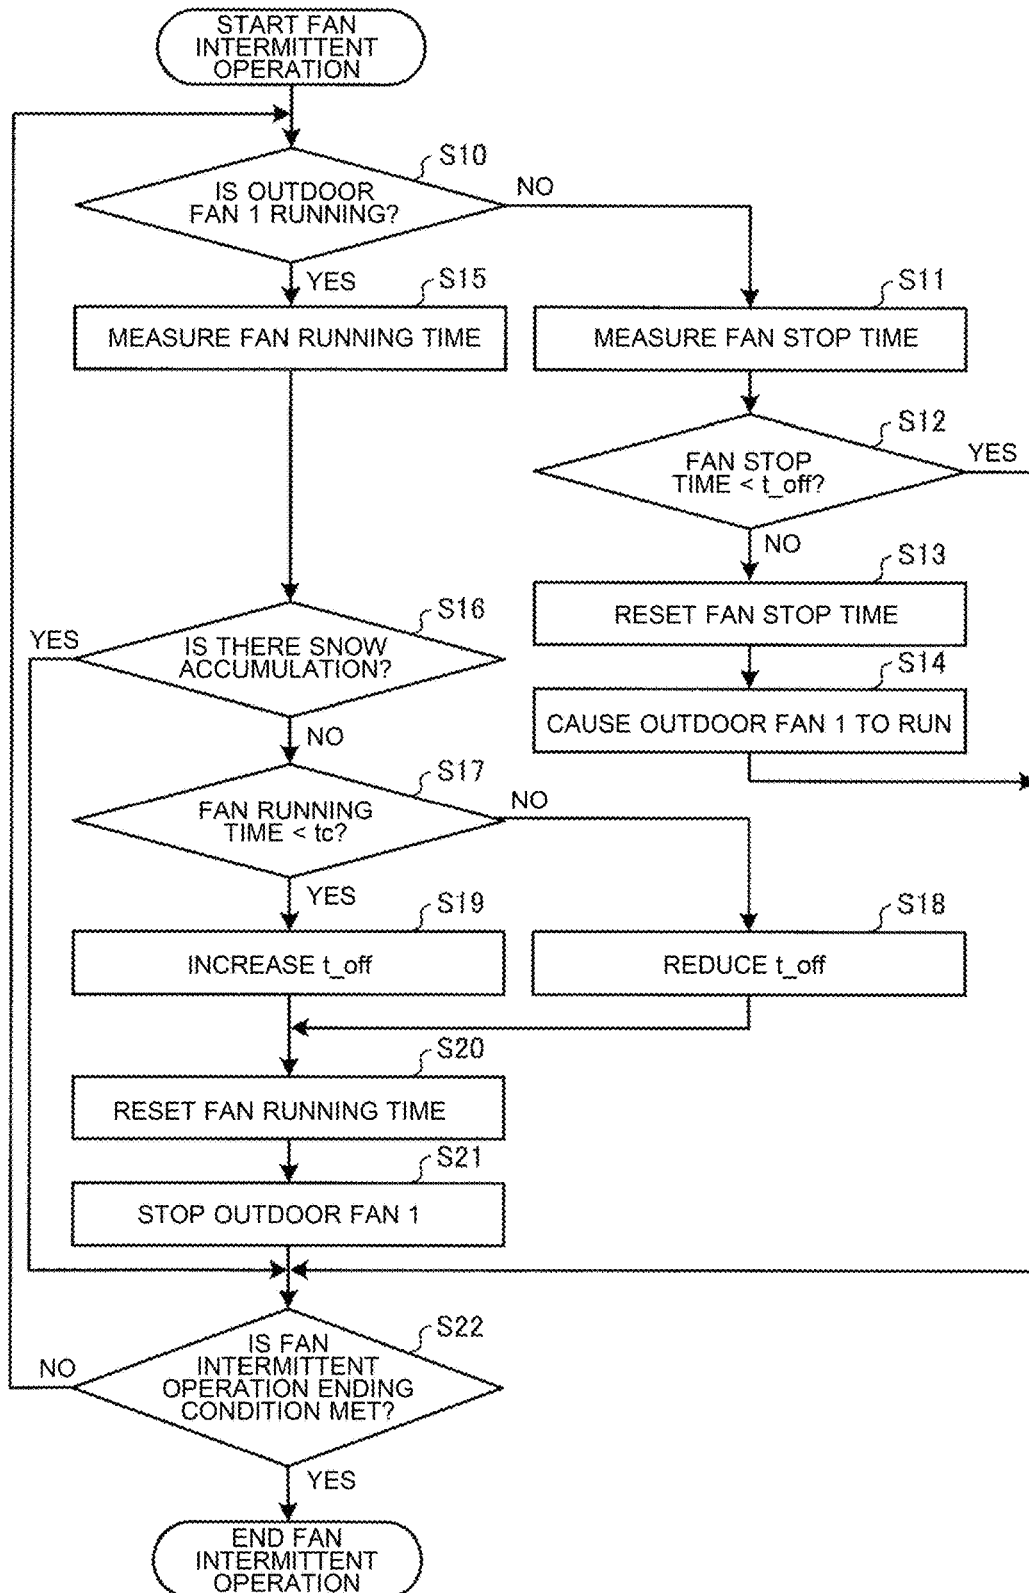 START FAN
INTERMITTENT
OPERATION
S10
IS OUTDOOR
FAN 1 RUNNING?
NO
YES
S15
MEASURE FAN RUNNING TIME
S11
MEASURE FAN STOP TIME
S12
FAN STOP
TIME < t_off?
YES
NO
S13
RESET FAN STOP TIME
S14
CAUSE OUTDOOR FAN 1 TO RUN
S16
YES
IS THERE SNOW
ACCUMULATION?
NO
S17
FAN RUNNING
TIME < tc?
NO
YES
S19
INCREASE t_off
S18
REDUCE t_off
S20
RESET FAN RUNNING TIME
S21
STOP OUTDOOR FAN 1
S22
NO
IS FAN
INTERMITTENT
OPERATION ENDING
CONDITION MET?
YES
END FAN
INTERMITTENT
OPERATION